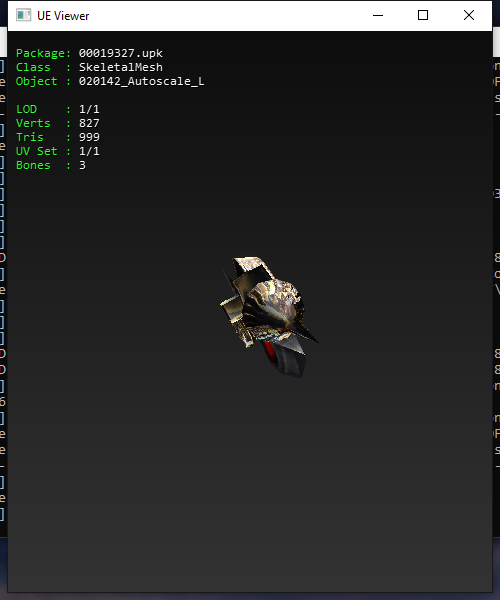 UE Viewer
Package: 00019327.upk
Class : SkeletalMesh
Object : 020142_Autoscale_L
LOD : 1/1
Verts : 827
Tris : 999
UV Set : 1/1
Bones : 3